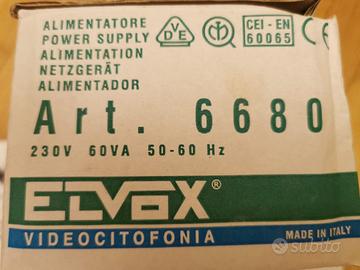 ALIMENTATORE
POWER SUPPLY
ALIMENTATION
NETZGERÄT
ALIMENTADOR
DVE
CEI-EN
60065
CE
Art. 6680
230V 60VA 50-60 Hz
ELVOX®
VIDEOCITOFONIA
MADE IN ITALY
subito